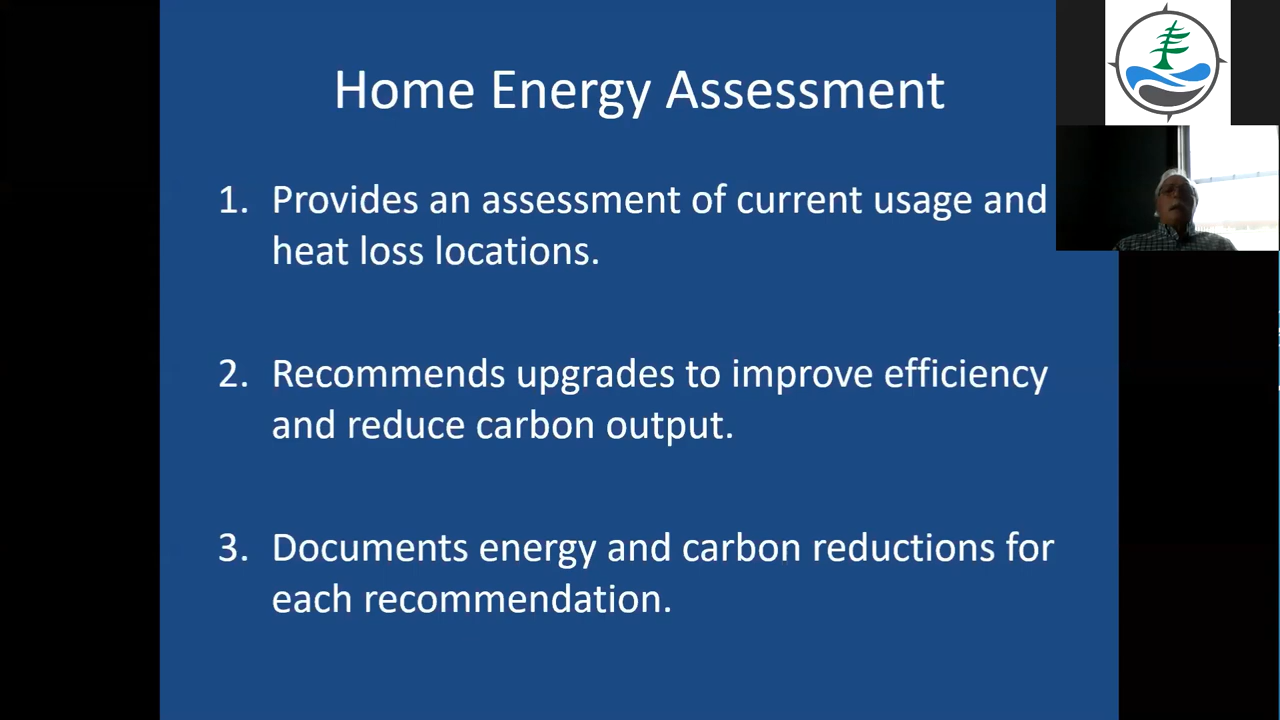 Home Energy Assessment
1. Provides an assessment of current usage and
heat loss locations.
2. Recommends upgrades to improve efficiency
and reduce carbon output.
3. Documents energy and carbon reductions for
each recommendation.